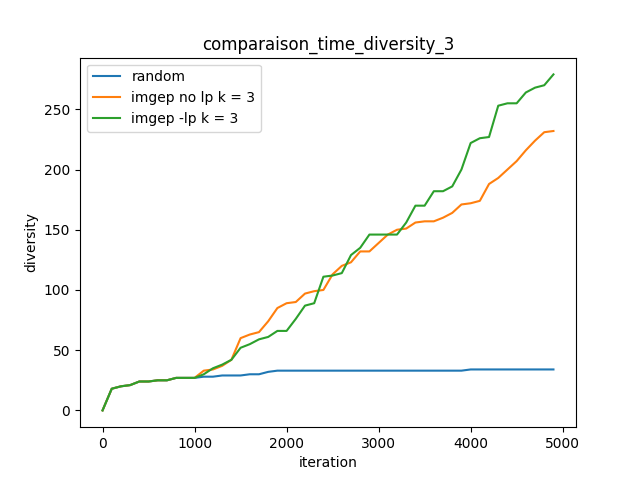 comparaison_time_diversity_3
random
imgep no lp k = 3
imgep -lp k = 3
diversity
250
200
150
100
50
0
0 1000 2000 3000 4000 5000
iteration